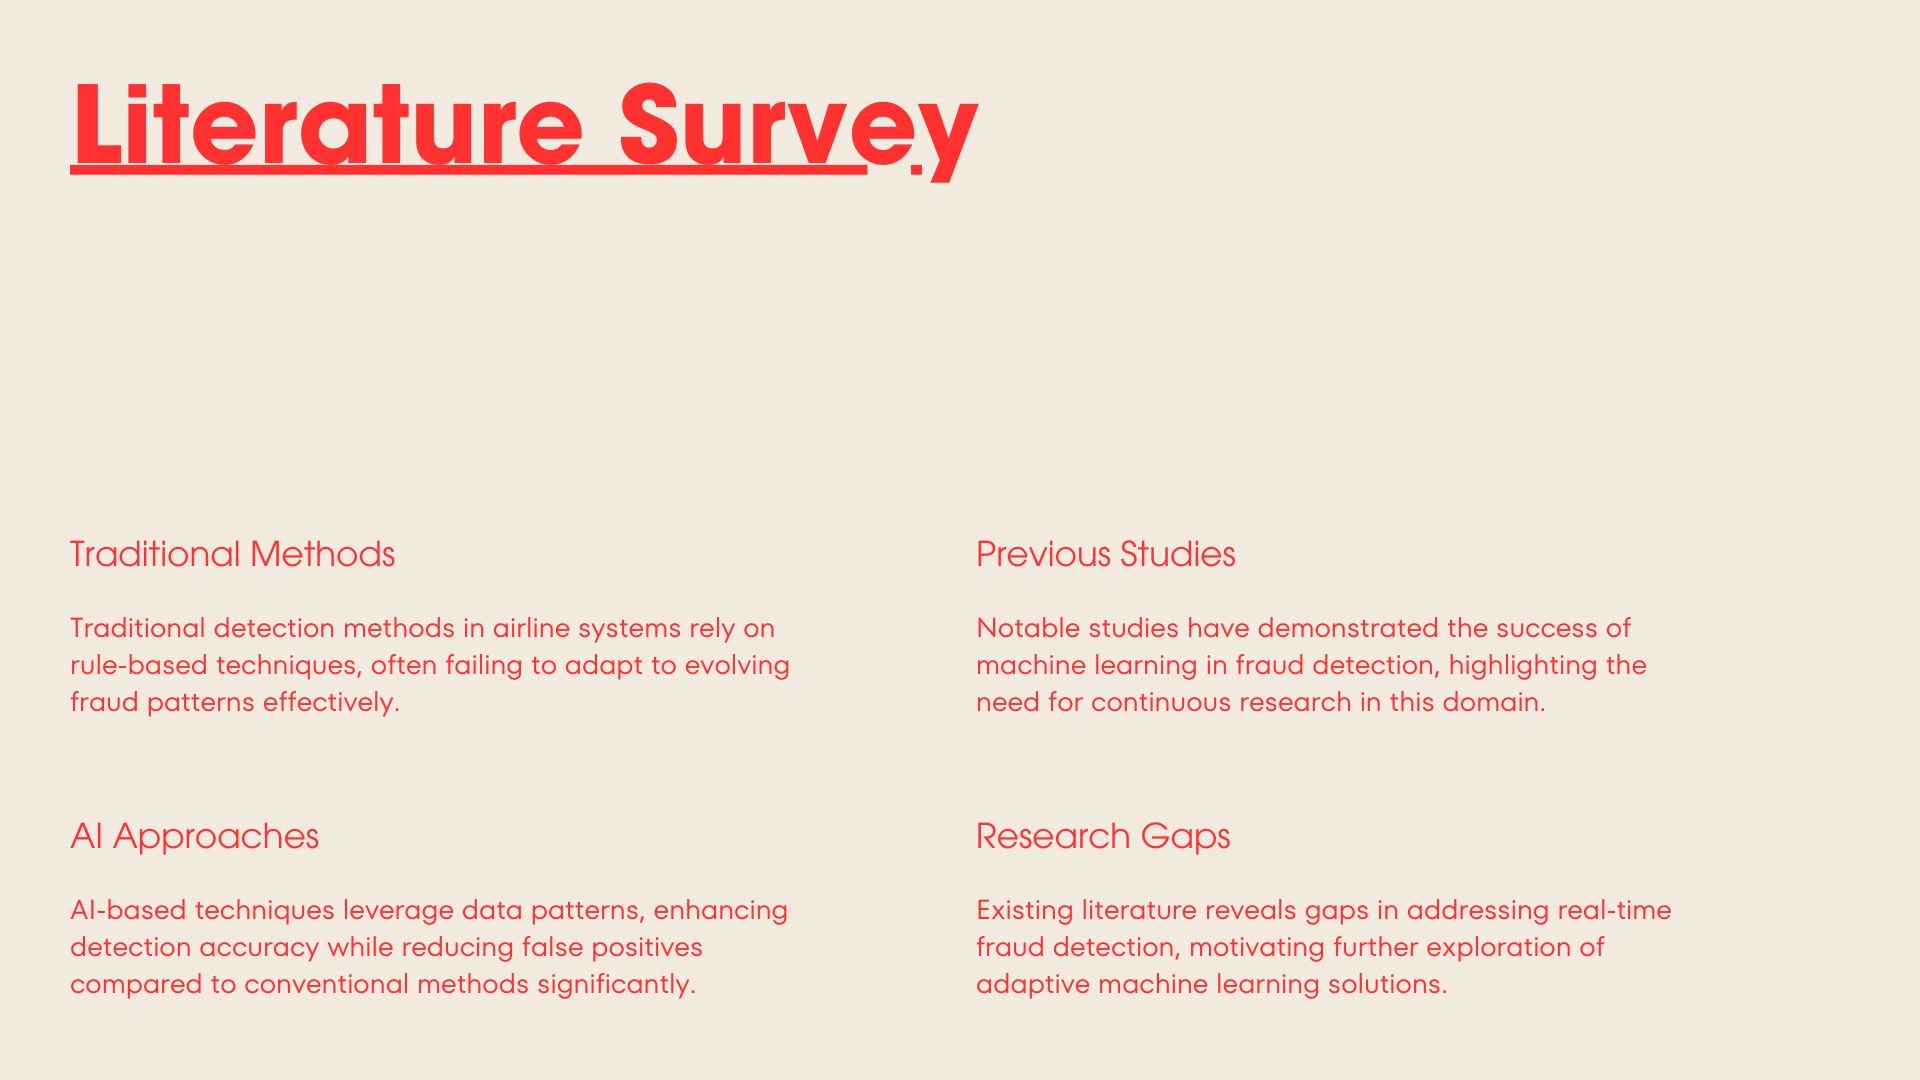 Literature Survey
Traditional Methods
Traditional detection methods in airline systems rely on
rule-based techniques, often failing to adapt to evolving
fraud patterns effectively.
AI Approaches
AI-based techniques leverage data patterns, enhancing
detection accuracy while reducing false positives
compared to conventional methods significantly.
Previous Studies
Notable studies have demonstrated the success of
machine learning in fraud detection, highlighting the
need for continuous research in this domain.
Research Gaps
Existing literature reveals gaps in addressing real-time
fraud detection, motivating further exploration of
adaptive machine learning solutions.